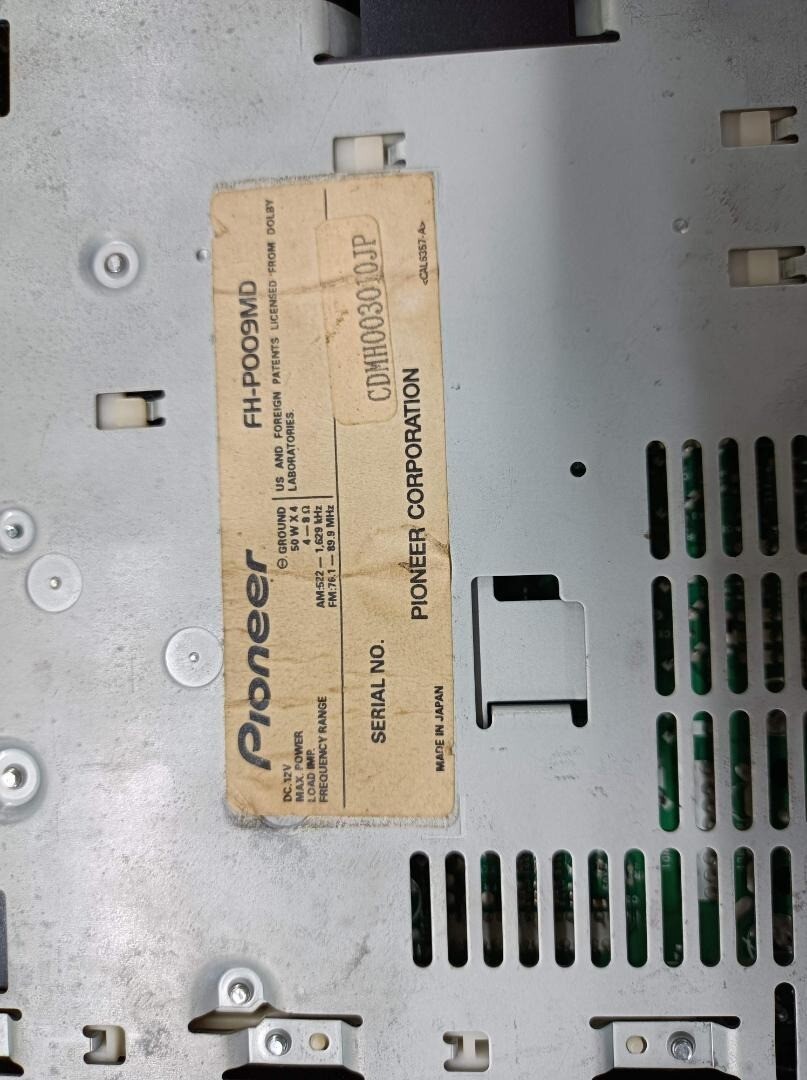 Pioneer FH-P009MD
DC.12V ⊖ GROUND
MAX. POWER 50 W X 4
LOAD IMP. 4 — 8 Ω
FREQUENCY RANGE AM:522 — 1,629 kHz
FM:76.1 — 89.9 MHz
US AND FOREIGN PATENTS LICENSED FROM DOLBY
LABORATORIES.
SERIAL NO. CDMH003010JP
PIONEER CORPORATION
MADE IN JAPAN <CAL6357-A>